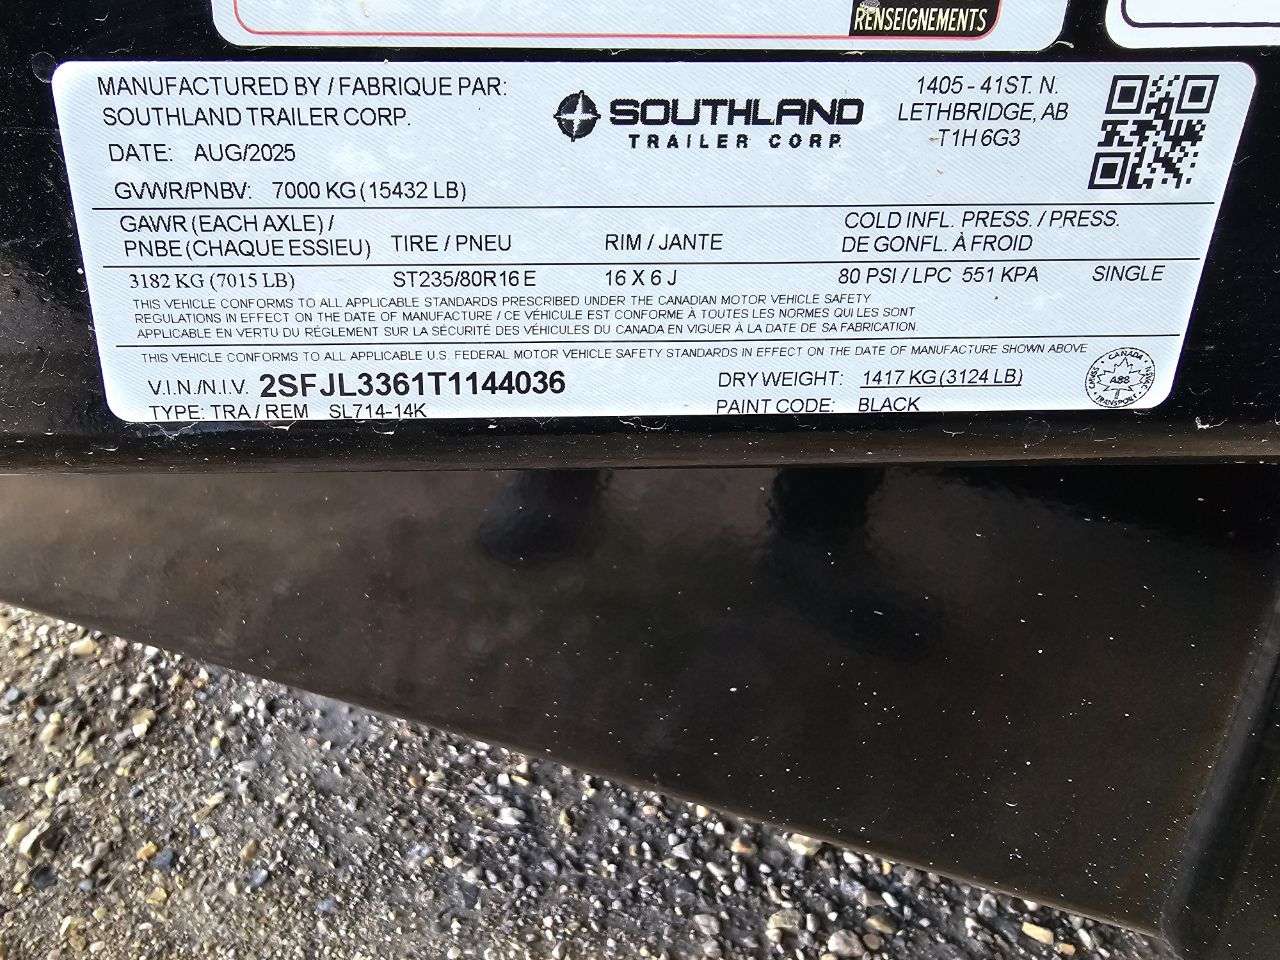 RENSEIGNEMENTS
MANUFACTURED BY / FABRIQUE PAR:
SOUTHLAND TRAILER CORP.
DATE: AUG/2025
GVWR/PNBV: 7000 KG (15432 LB)
SOUTHLAND
TRAILER CORP.
1405 - 41ST. N.
LETHBRIDGE, AB
T1H 6G3
GAWR (EACH AXLE) /
PNBE (CHAQUE ESSIEU) TIRE / PNEU RIM / JANTE
COLD INFL. PRESS. / PRESS.
DE GONFL. À FROID
3182 KG (7015 LB) ST235/80R16 E 16 X 6 J 80 PSI / LPC 551 KPA SINGLE
THIS VEHICLE CONFORMS TO ALL APPLICABLE STANDARDS PRESCRIBED UNDER THE CANADIAN MOTOR VEHICLE SAFETY
REGULATIONS IN EFFECT ON THE DATE OF MANUFACTURE / CE VÉHICULE EST CONFORME À TOUTES LES NORMES QUI LES SONT
APPLICABLE EN VERTU DU RÉGLEMENT SUR LA SÉCURITÉ DES VÉHICULES DU CANADA EN VIGUER À LA DATE DE SA FABRICATION.
THIS VEHICLE CONFORMS TO ALL APPLICABLE U.S. FEDERAL MOTOR VEHICLE SAFETY STANDARDS IN EFFECT ON THE DATE OF MANUFACTURE SHOWN ABOVE
V.I.N./N.I.V. 2SFJL3361T1144036 DRY WEIGHT: 1417 KG (3124 LB)
TYPE: TRA / REM SL714-14K PAINT CODE: BLACK
CANADA
A88
TRANSPORT